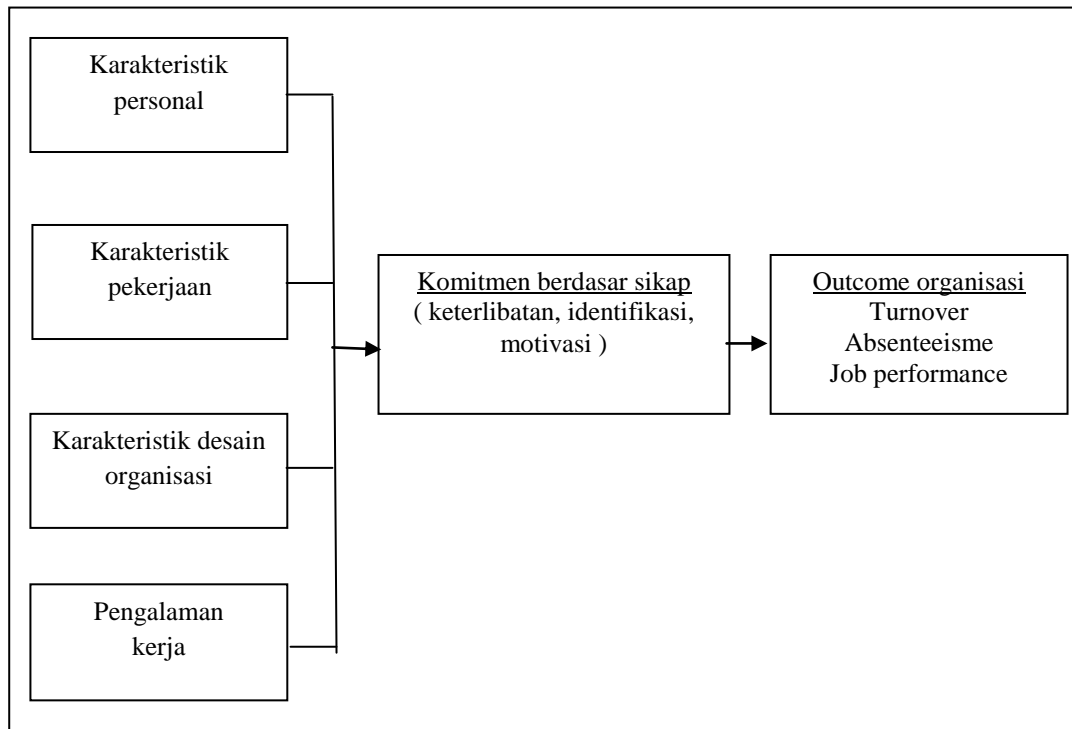 Karakteristik
personal
Karakteristik
pekerjaan
Karakteristik desain
organisasi
Pengalaman
kerja
Komitmen berdasar sikap
( keterlibatan, identifikasi,
motivasi )
Outcome organisasi
Turnover
Absenteeisme
Job performance